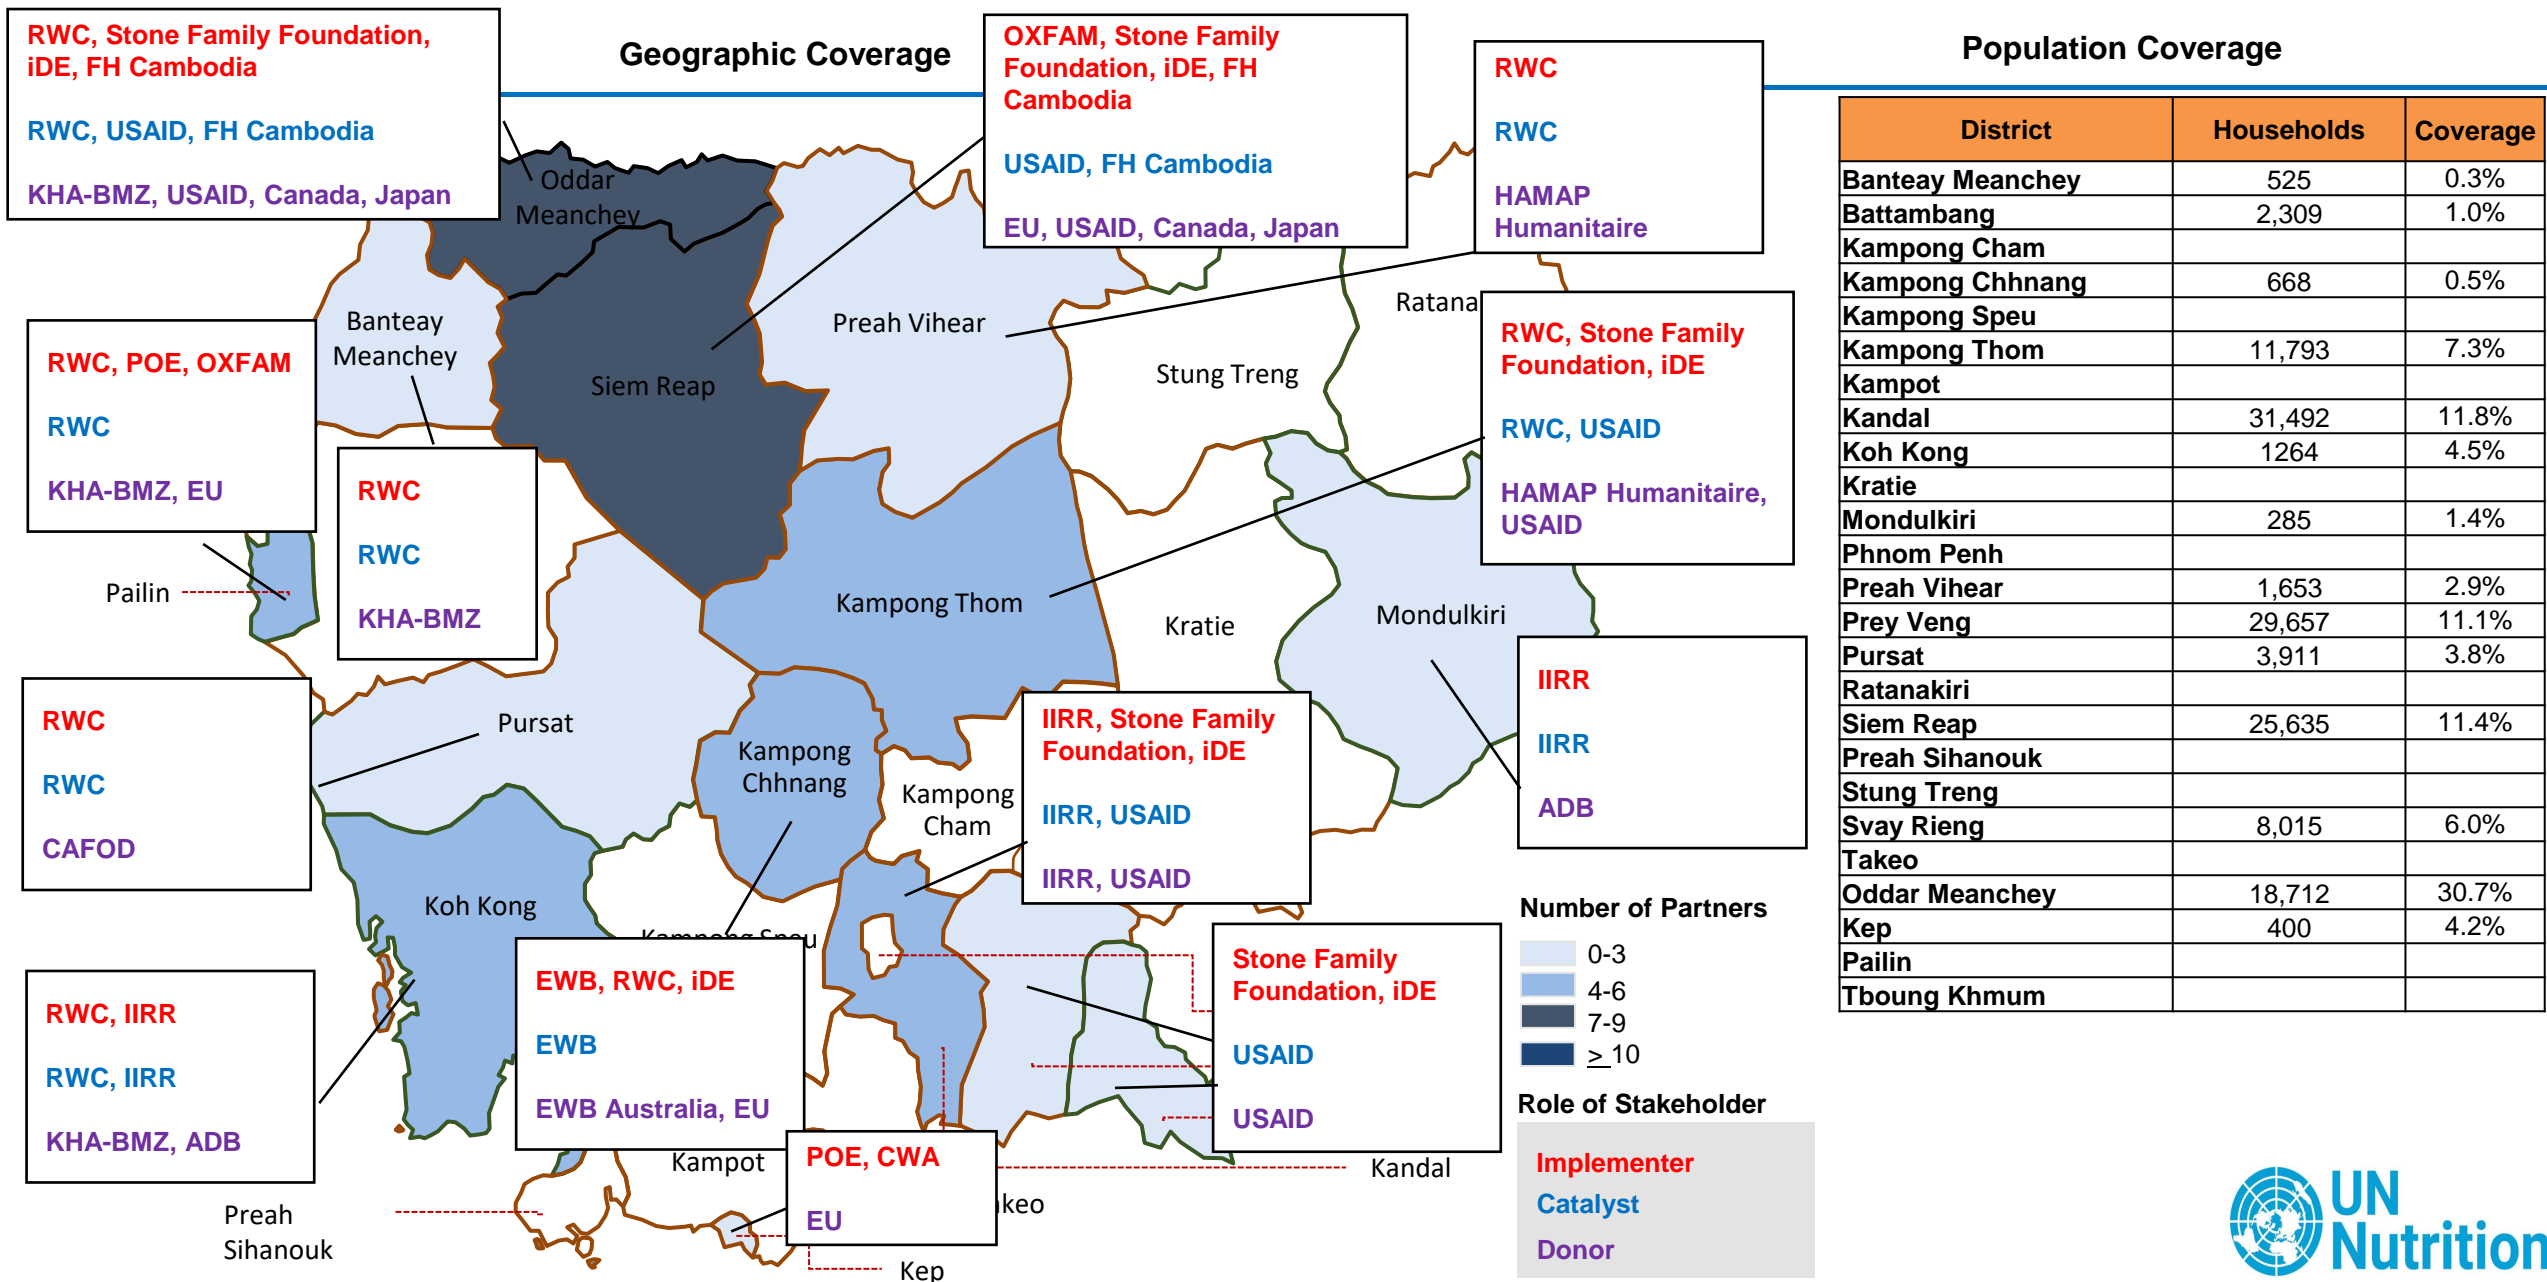 Geographic Coverage
Population Coverage
RWC, Stone Family Foundation,
iDE, FH Cambodia
RWC, USAID, FH Cambodia
KHA-BMZ, USAID, Canada, Japan
OXFAM, Stone Family
Foundation, iDE, FH
Cambodia
USAID, FH Cambodia
EU, USAID, Canada, Japan
RWC
RWC
HAMAP
Humanitaire
Oddar
Meanchey
Banteay
Meanchey
Siem Reap
Preah Vihear
Stung Treng
Ratana
RWC, POE, OXFAM
RWC
KHA-BMZ, EU
RWC
RWC
KHA-BMZ
RWC, Stone Family
Foundation, iDE
RWC, USAID
HAMAP Humanitaire,
USAID
Pailin
Kampong Thom
Kratie
Mondulkiri
RWC
RWC
CAFOD
Pursat
Kampong
Chhnang
Kampong
Cham
IIRR, Stone Family
Foundation, iDE
IIRR, USAID
IIRR, USAID
IIRR
IIRR
ADB
Koh Kong
Kampong Speu
RWC, IIRR
RWC, IIRR
KHA-BMZ, ADB
EWB, RWC, iDE
EWB
EWB Australia, EU
Stone Family
Foundation, iDE
USAID
USAID
POE, CWA
EU
Kampot
keo
Kandal
Preah
Sihanouk
Kep
Number of Partners
0-3
4-6
7-9
> 10
Role of Stakeholder
Implementer
Catalyst
Donor
District Households Coverage
Banteay Meanchey 525 0.3%
Battambang 2,309 1.0%
Kampong Cham
Kampong Chhnang 668 0.5%
Kampong Speu
Kampong Thom 11,793 7.3%
Kampot
Kandal 31,492 11.8%
Koh Kong 1264 4.5%
Kratie
Mondulkiri 285 1.4%
Phnom Penh
Preah Vihear 1,653 2.9%
Prey Veng 29,657 11.1%
Pursat 3,911 3.8%
Ratanakiri
Siem Reap 25,635 11.4%
Preah Sihanouk
Stung Treng
Svay Rieng 8,015 6.0%
Takeo
Oddar Meanchey 18,712 30.7%
Kep 400 4.2%
Pailin
Tboung Khmum
UN
Nutrition